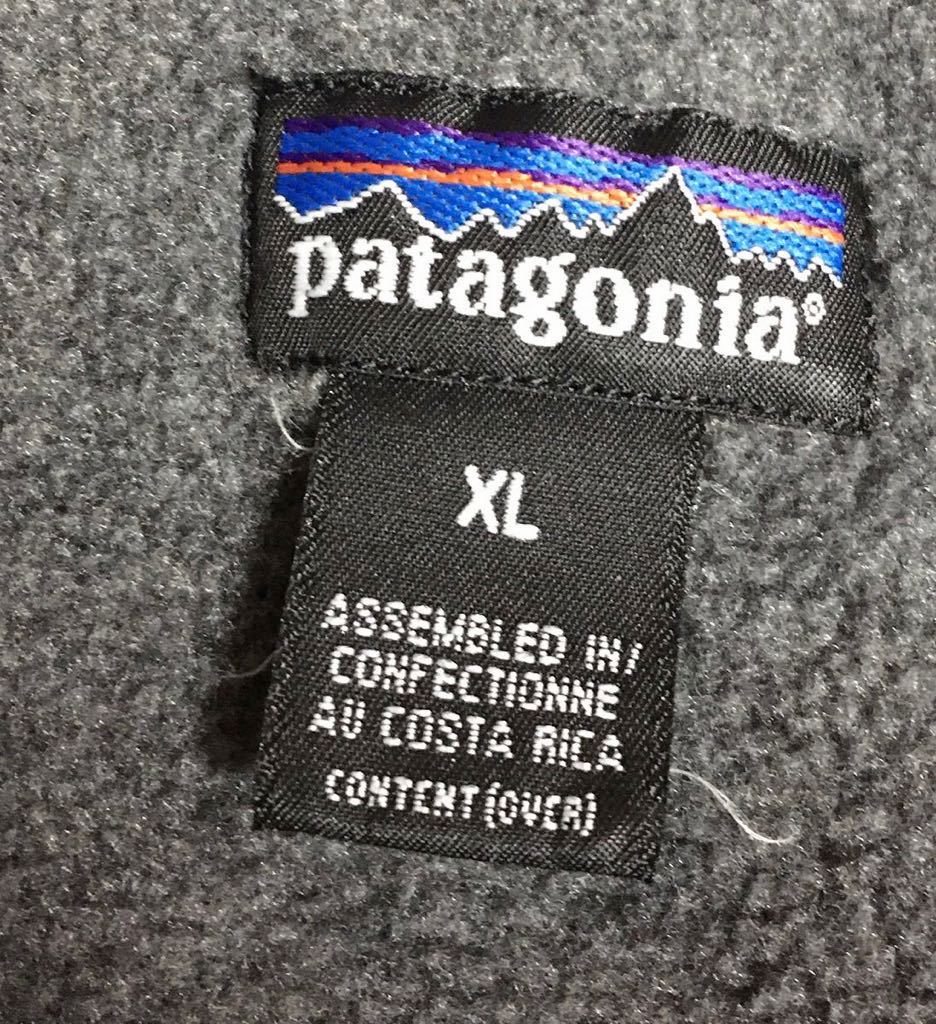 patagonia®
XL
ASSEMBLED IN/
CONFECTIONNE
AU COSTA RICA
CONTENT (OVER)